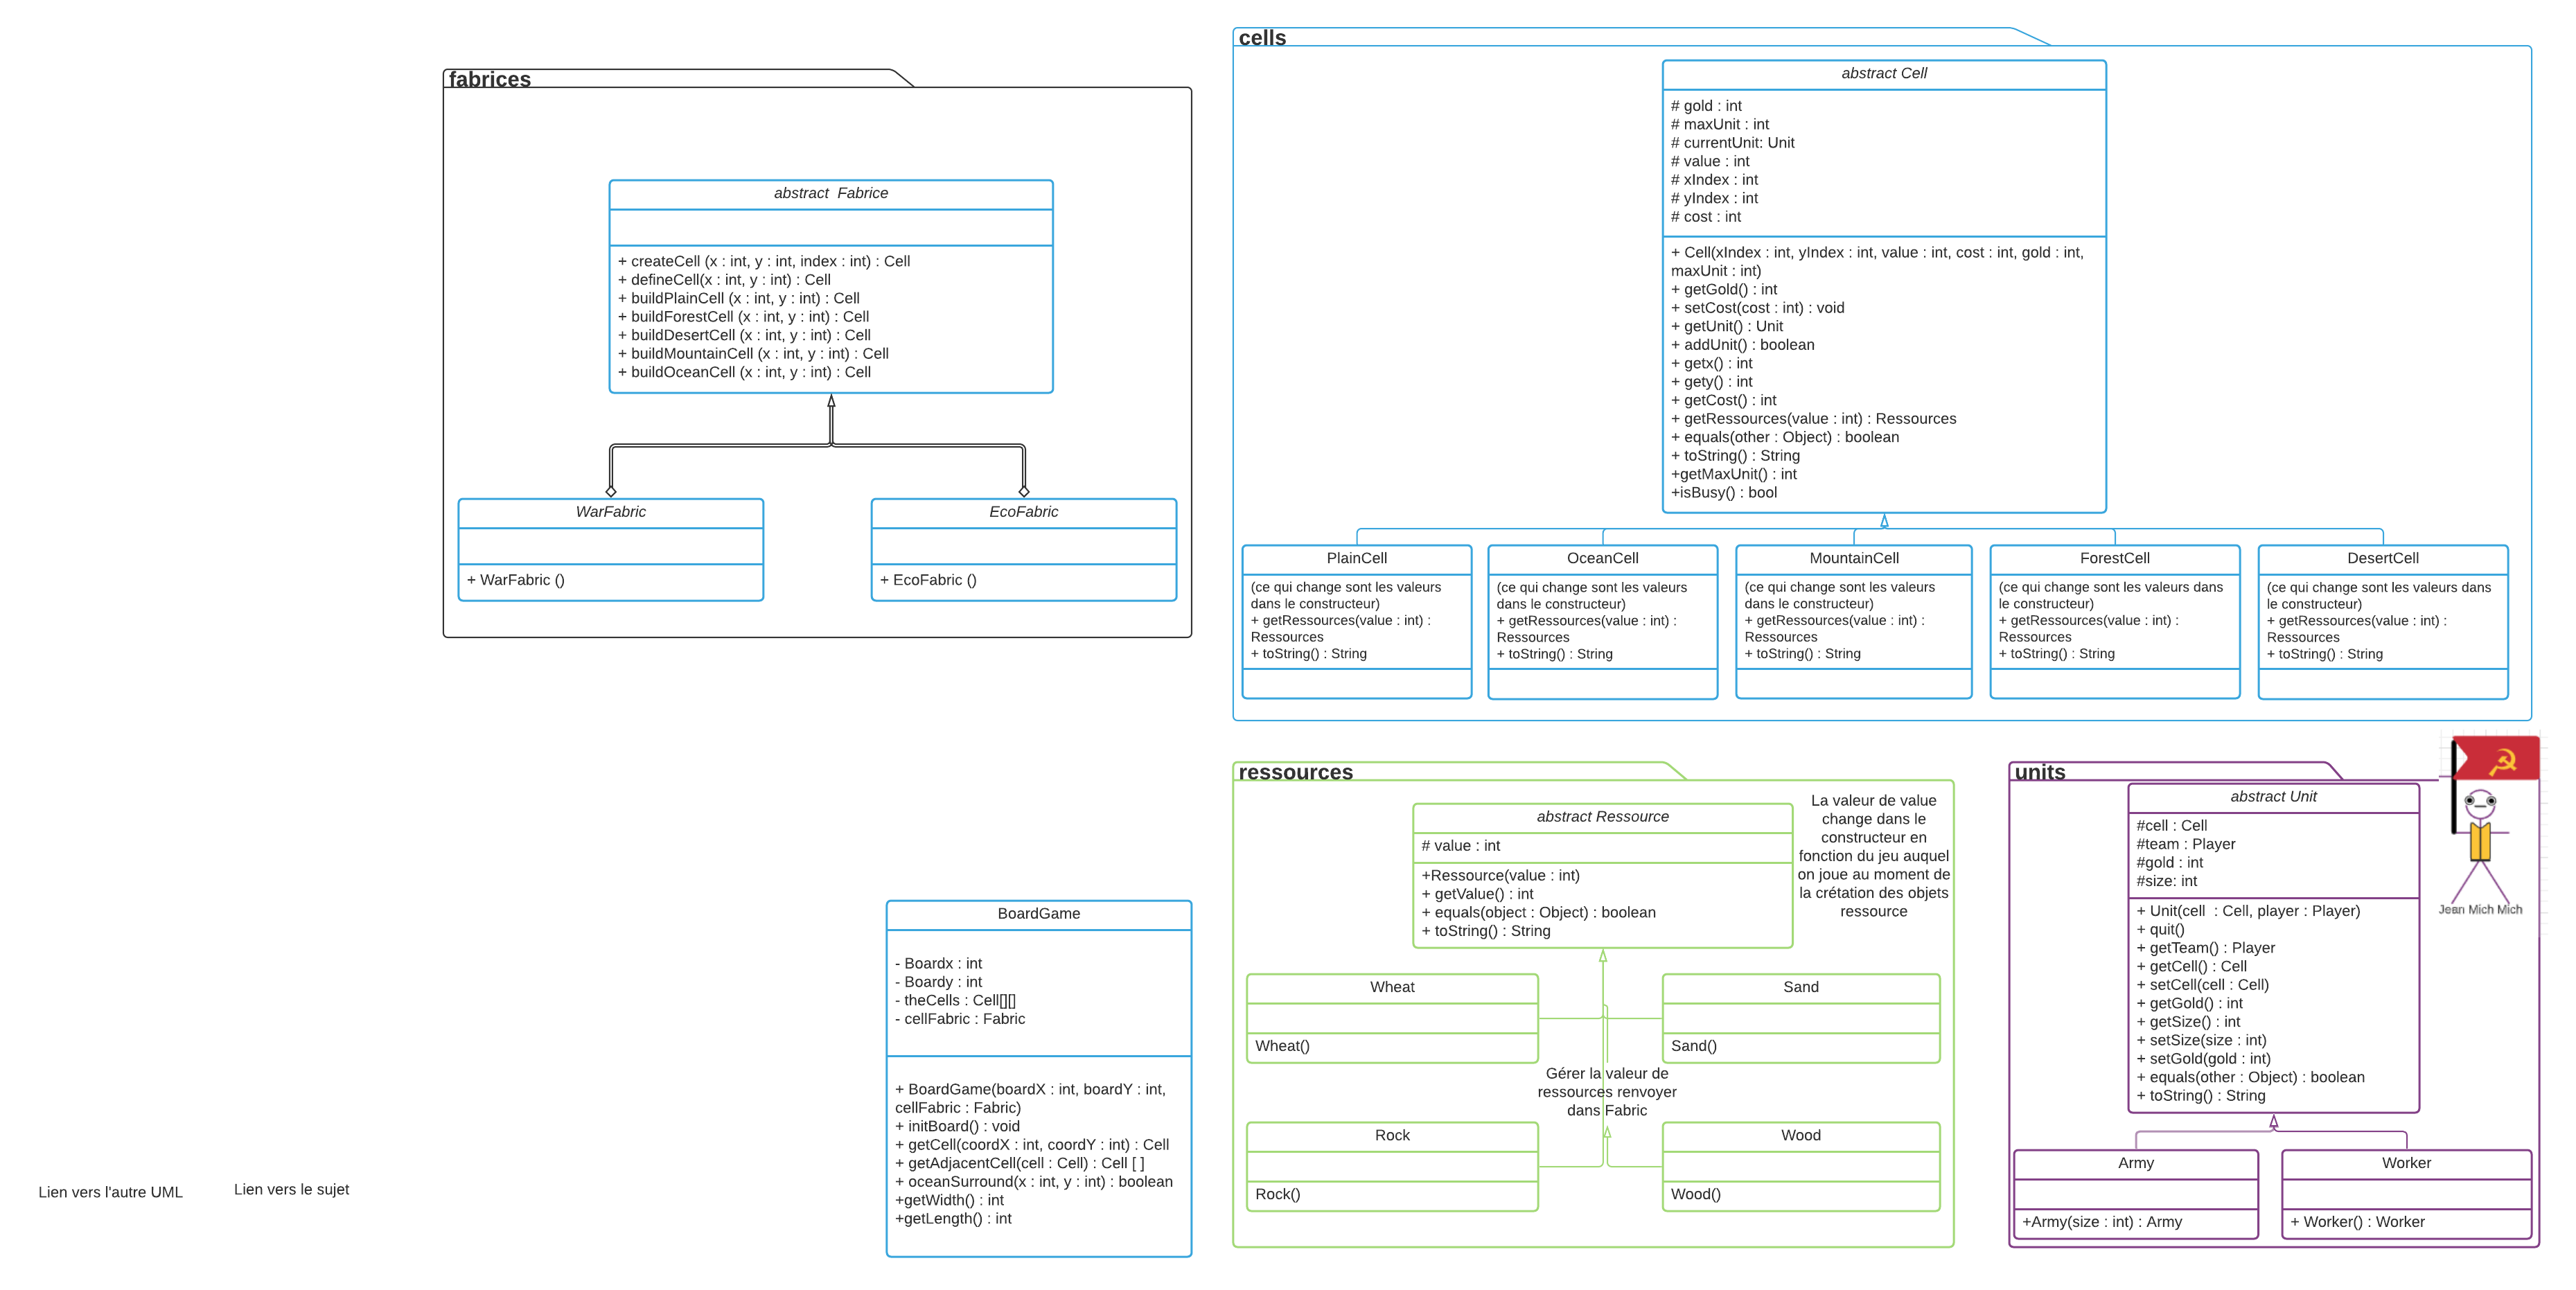 fabrices
abstract  Fabrice
+ createCell (x : int, y : int, index : int) : Cell
+ defineCell(x : int, y : int) : Cell
+ buildPlainCell (x : int, y : int) : Cell
+ buildForestCell (x : int, y : int) : Cell
+ buildDesertCell (x : int, y : int) : Cell
+ buildMountainCell (x : int, y : int) : Cell
+ buildOceanCell (x : int, y : int) : Cell
WarFabric
+ WarFabric ()
EcoFabric
+ EcoFabric ()
cells
abstract Cell
# gold : int
# maxUnit : int
# currentUnit: Unit
# value : int
# xIndex : int
# yIndex : int
# cost : int
+ Cell(xIndex : int, yIndex : int, value : int, cost : int, gold : int,
maxUnit : int)
+ getGold() : int
+ setCost(cost : int) : void
+ getUnit() : Unit
+ addUnit() : boolean
+ getx() : int
+ gety() : int
+ getCost() : int
+ getRessources(value : int) : Ressources
+ equals(other : Object) : boolean
+ toString() : String
+getMaxUnit() : int
+isBusy() : bool
PlainCell
(ce qui change sont les valeurs
dans le constructeur)
+ getRessources(value : int) :
Ressources
+ toString() : String
OceanCell
(ce qui change sont les valeurs
dans le constructeur)
+ getRessources(value : int) :
Ressources
+ toString() : String
MountainCell
(ce qui change sont les valeurs
dans le constructeur)
+ getRessources(value : int) :
Ressources
+ toString() : String
ForestCell
(ce qui change sont les valeurs dans
le constructeur)
+ getRessources(value : int) :
Ressources
+ toString() : String
DesertCell
(ce qui change sont les valeurs dans
le constructeur)
+ getRessources(value : int) :
Ressources
+ toString() : String
Lien vers l'autre UML
Lien vers le sujet
BoardGame
- Boardx : int
- Boardy : int
- theCells : Cell[][]
- cellFabric : Fabric
+ BoardGame(boardX : int, boardY : int,
cellFabric : Fabric)
+ initBoard() : void
+ getCell(coordX : int, coordY : int) : Cell
+ getAdjacentCell(cell : Cell) : Cell [ ]
+ oceanSurround(x : int, y : int) : boolean
+getWidth() : int
+getLength() : int
ressources
abstract Ressource
# value : int
+Ressource(value : int)
+ getValue() : int
+ equals(object : Object) : boolean
+ toString() : String
La valeur de value
change dans le
constructeur en
fonction du jeu auquel
on joue au moment de
la crétation des objets
ressource
Wheat
Wheat()
Sand
Sand()
Gérer la valeur de
ressources renvoyer
dans Fabric
Rock
Rock()
Wood
Wood()
units
abstract Unit
#cell : Cell
#team : Player
#gold : int
#size: int
+ Unit(cell  : Cell, player : Player)
+ quit()
+ getTeam() : Player
+ getCell() : Cell
+ setCell(cell : Cell)
+ getGold() : int
+ getSize() : int
+ setSize(size : int)
+ setGold(gold : int)
+ equals(other : Object) : boolean
+ toString() : String
Jean Mich Mich
Army
+Army(size : int) : Army
Worker
+ Worker() : Worker